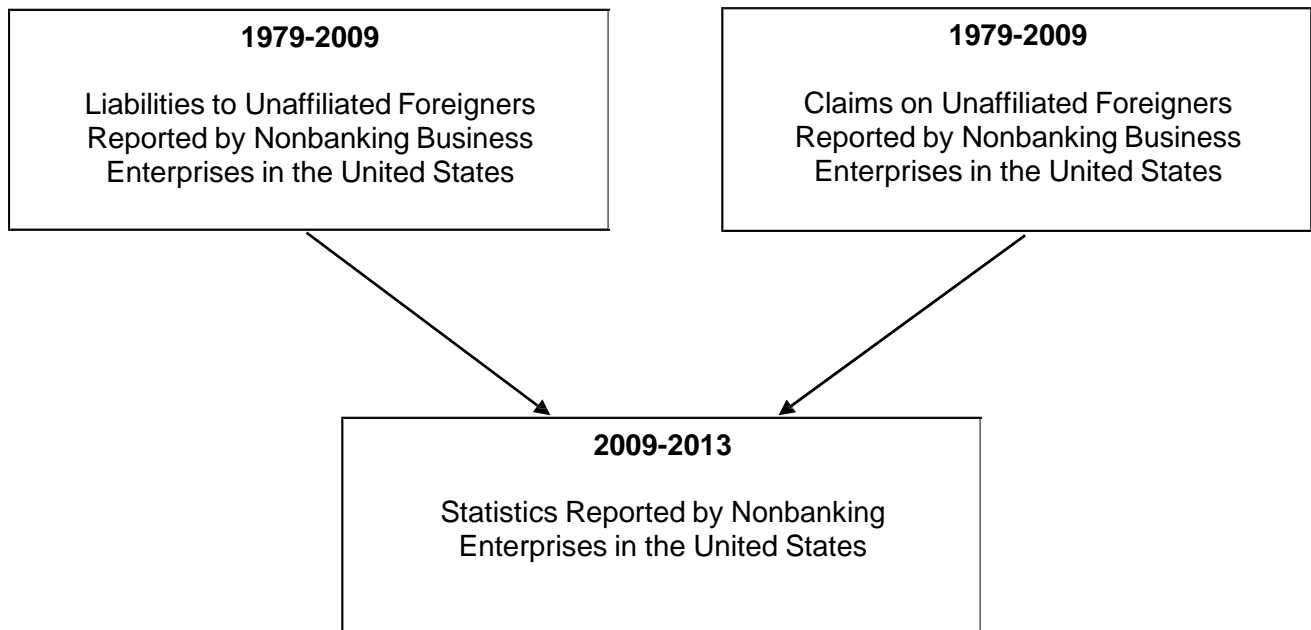 1979-2009
Liabilities to Unaffiliated Foreigners
Reported by Nonbanking Business
Enterprises in the United States
1979-2009
Claims on Unaffiliated Foreigners
Reported by Nonbanking Business
Enterprises in the United States
2009-2013
Statistics Reported by Nonbanking
Enterprises in the United States